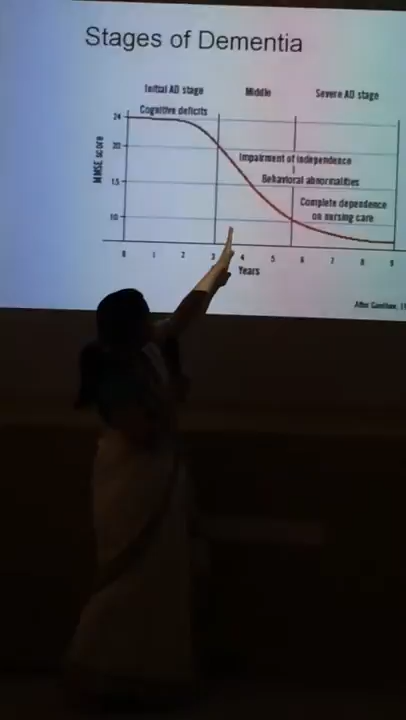 Stages of Dementia
Initial AD stage
Middle
Severe AD stage
Cognitive deficits
24
20
15
10
MMSE score
Impairment of independence
Behavioral abnormalities
Complete dependence
on nursing care
0 1 2 3 4 5 6 7 8 9
Years
After